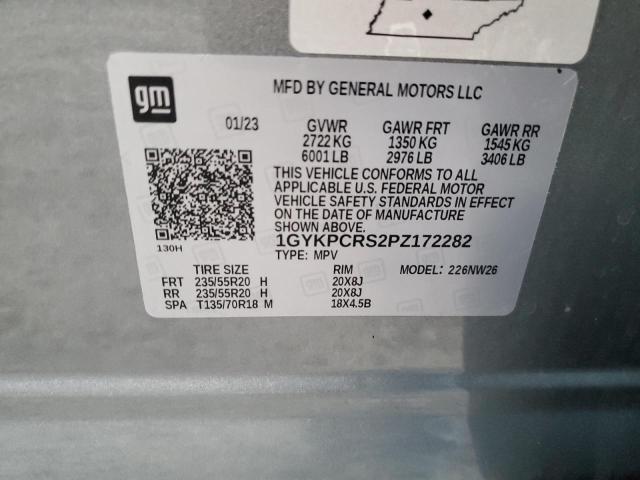 gm
MFD BY GENERAL MOTORS LLC
01/23 GVWR GAWR FRT GAWR RR
2722 KG 1350 KG 1545 KG
6001 LB 2976 LB 3406 LB
THIS VEHICLE CONFORMS TO ALL
APPLICABLE U.S. FEDERAL MOTOR
VEHICLE SAFETY STANDARDS IN EFFECT
ON THE DATE OF MANUFACTURE
SHOWN ABOVE.
1GYKPCRS2PZ172282
130H
TYPE: MPV
TIRE SIZE RIM MODEL: 226NW26
FRT 235/55R20 H 20X8J
RR 235/55R20 H 20X8J
SPA T135/70R18 M 18X4.5B